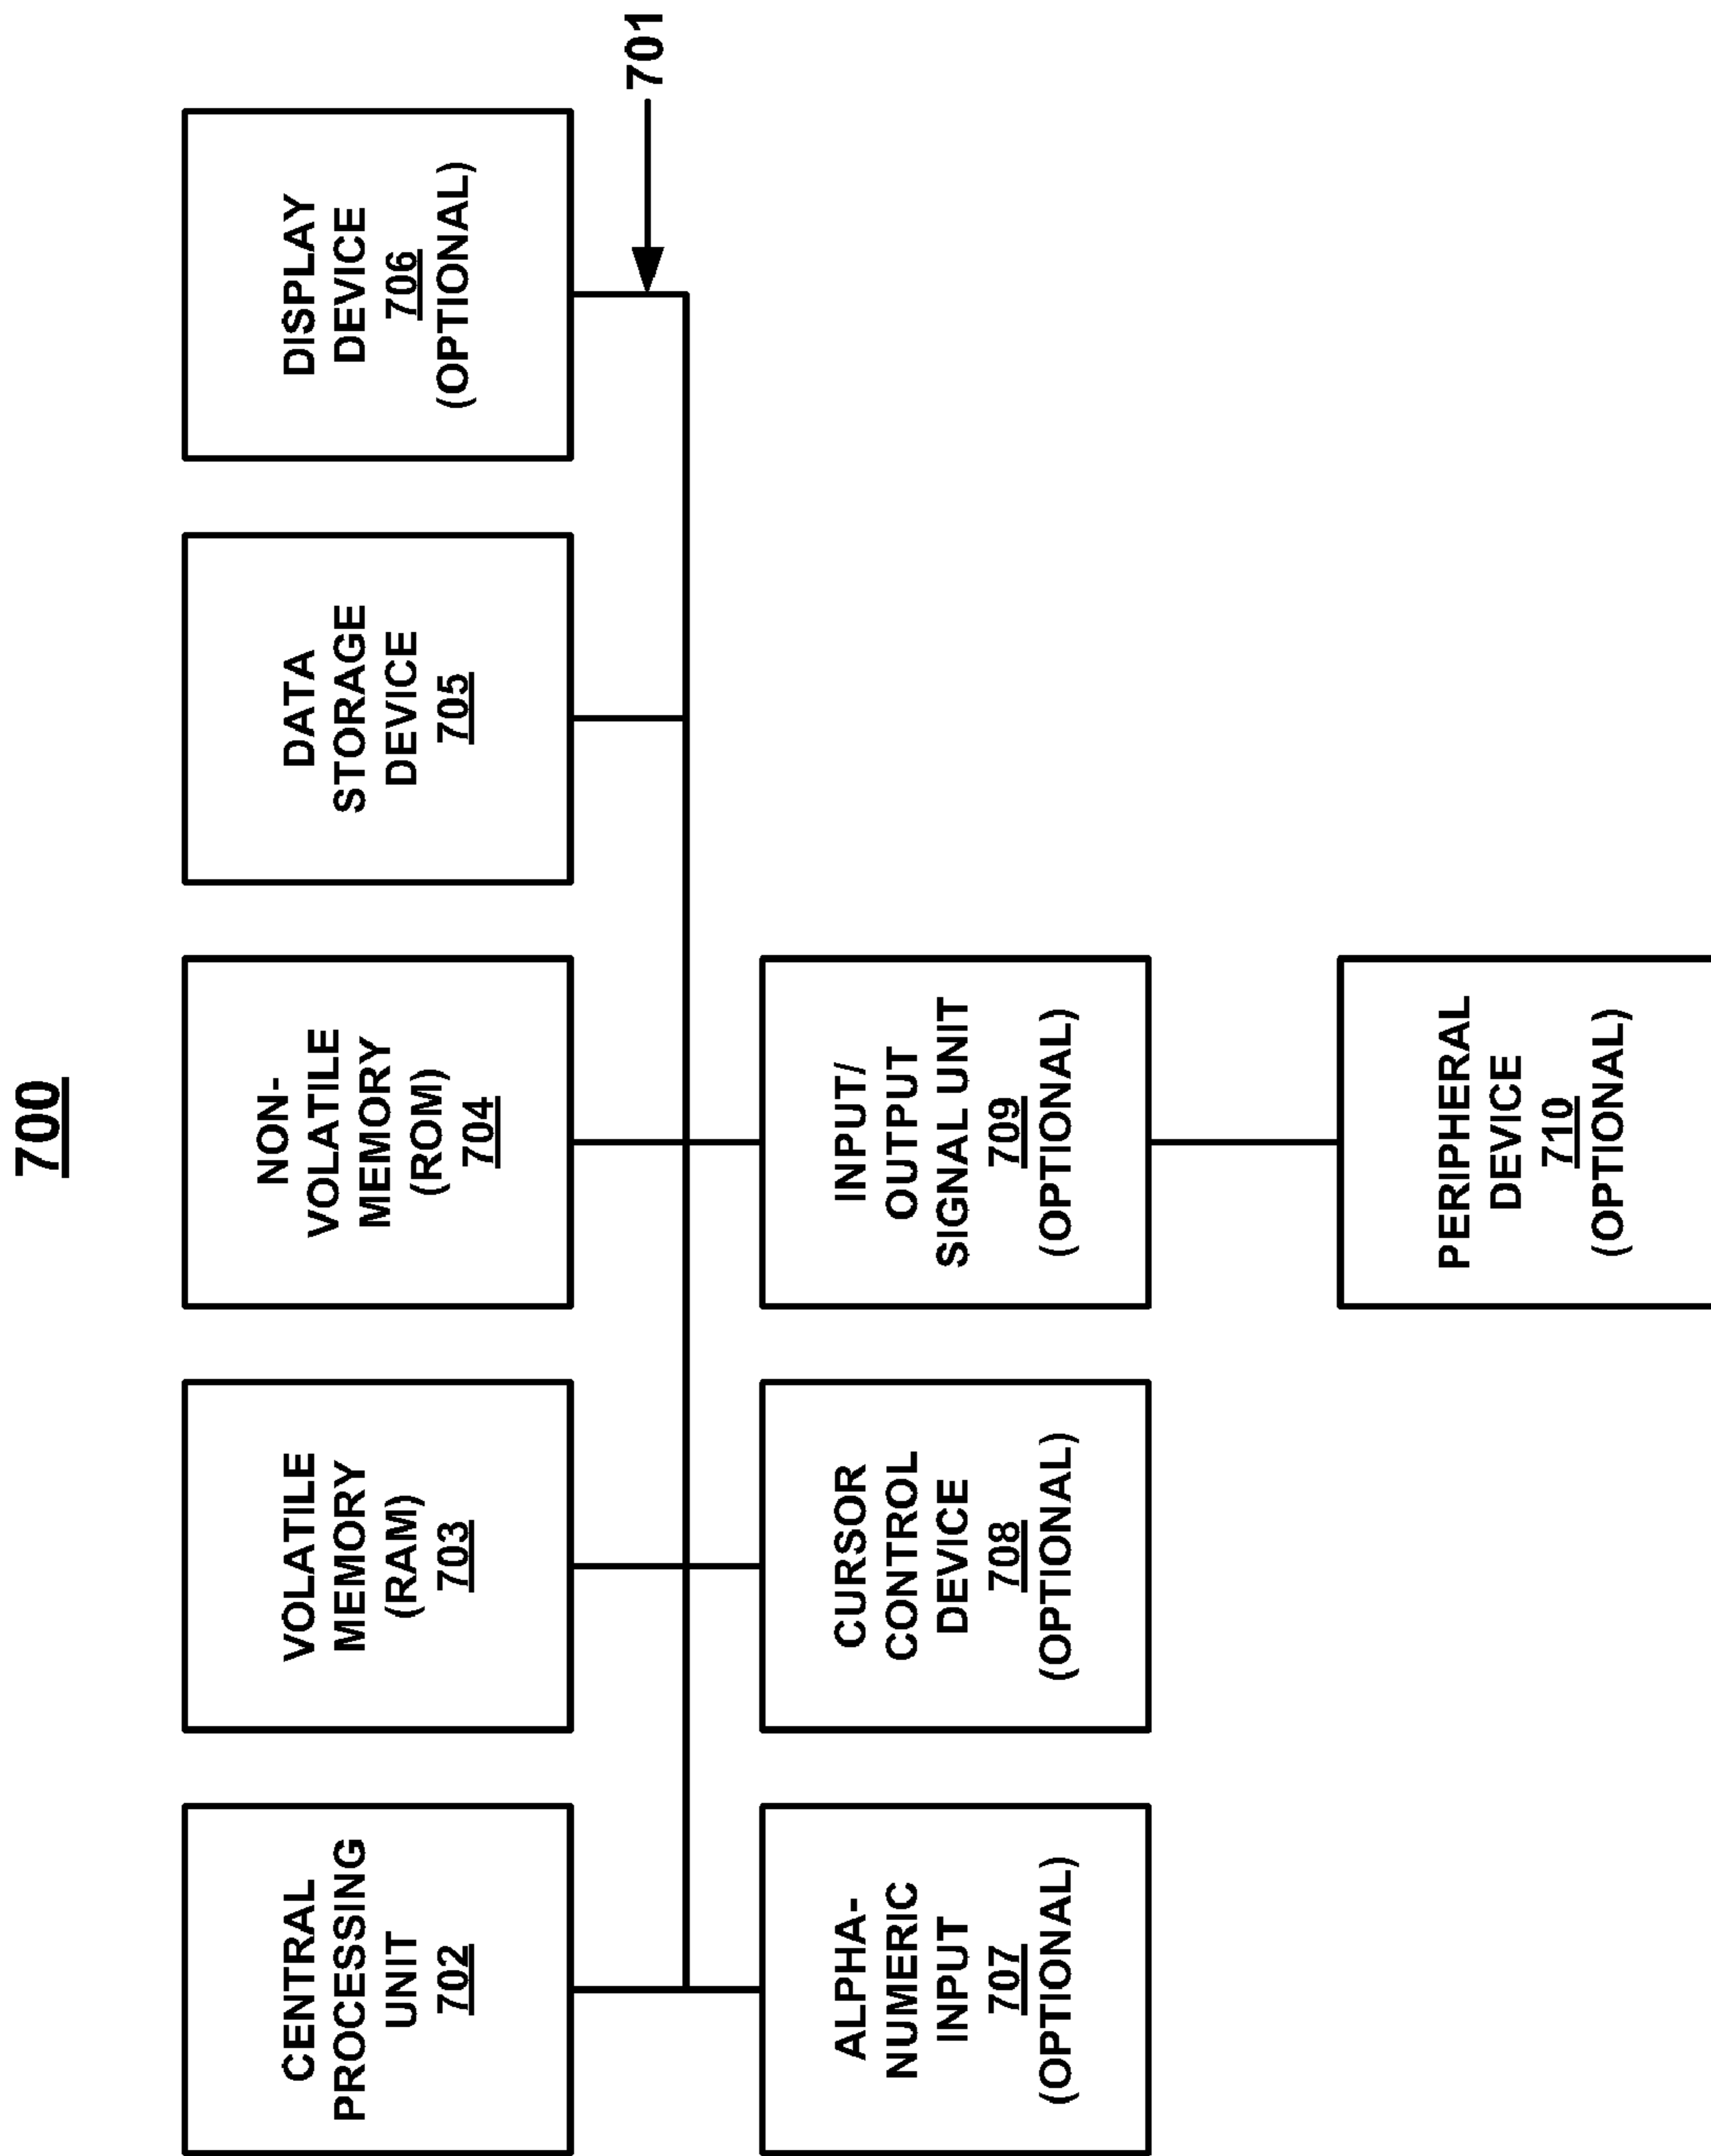 700
CENTRAL
PROCESSING
UNIT
702
VOLATILE
MEMORY
(RAM)
703
NON-
VOLATILE
MEMORY
(ROM)
704
DATA
STORAGE
DEVICE
705
DISPLAY
DEVICE
706
(OPTIONAL)
701
ALPHA-
NUMERIC
INPUT
707
(OPTIONAL)
CURSOR
CONTROL
DEVICE
708
(OPTIONAL)
INPUT/
OUTPUT
SIGNAL UNIT
709
(OPTIONAL)
PERIPHERAL
DEVICE
710
(OPTIONAL)